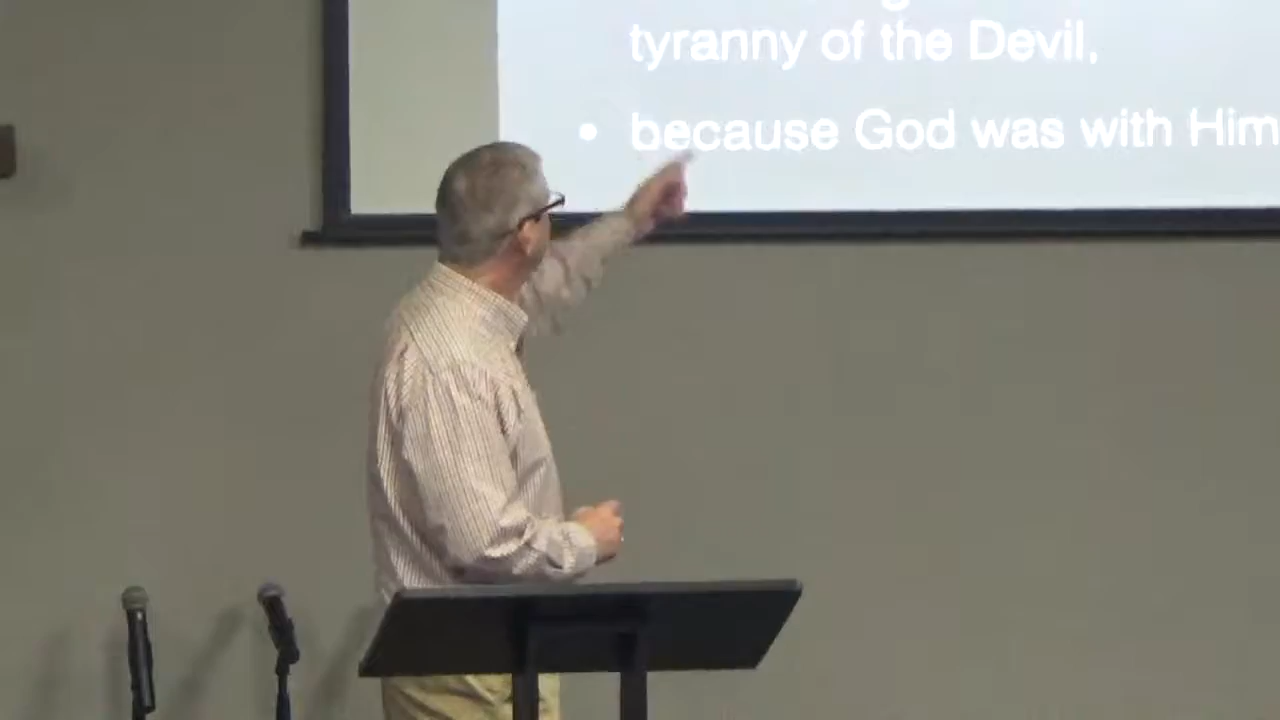 tyranny of the Devil,
• because God was with Him